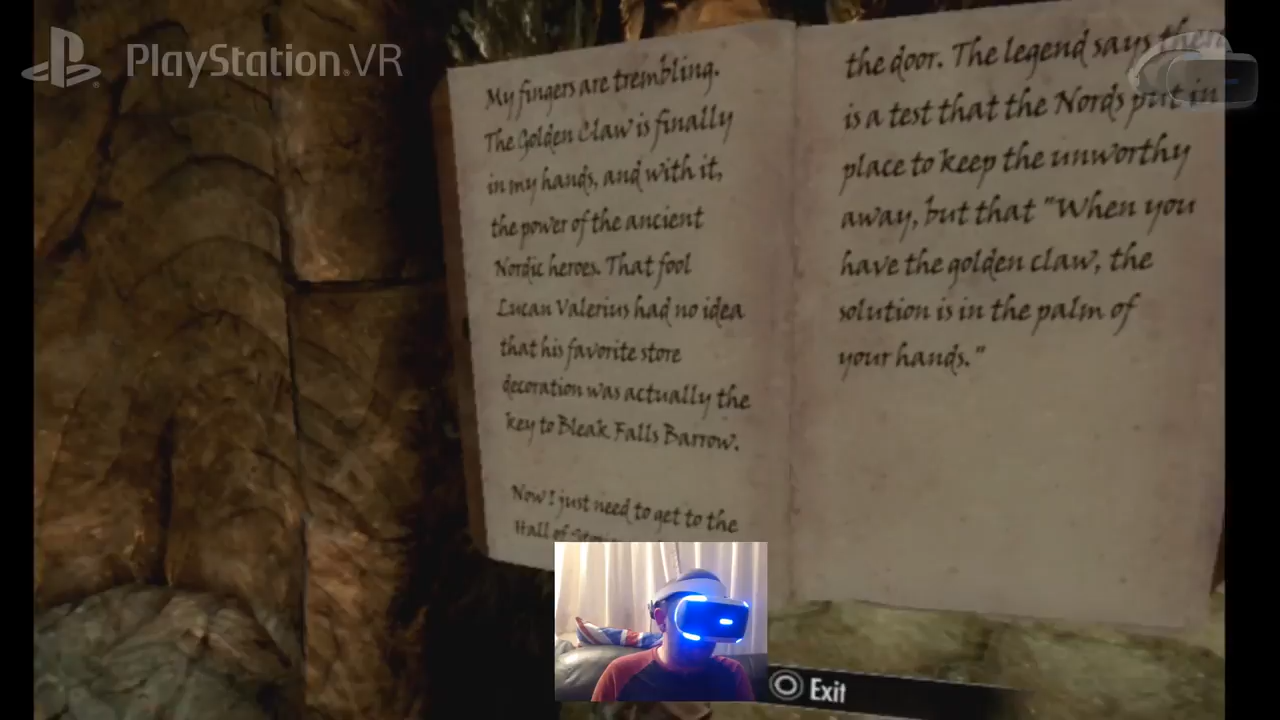 PlayStation.VR
My fingers are trembling.
The Golden Claw is finally
in my hands, and with it,
the power of the ancient
Nordic heroes. That fool
Lucan Valerius had no idea
that his favorite store
decoration was actually the
key to Bleak Falls Barrow.
Now I just need to get to the
Hall of
the door. The legend says
is a test that the Nords put in
place to keep the unworthy
away, but that "When you
have the golden claw, the
solution is in the palm of
your hands."
Exit